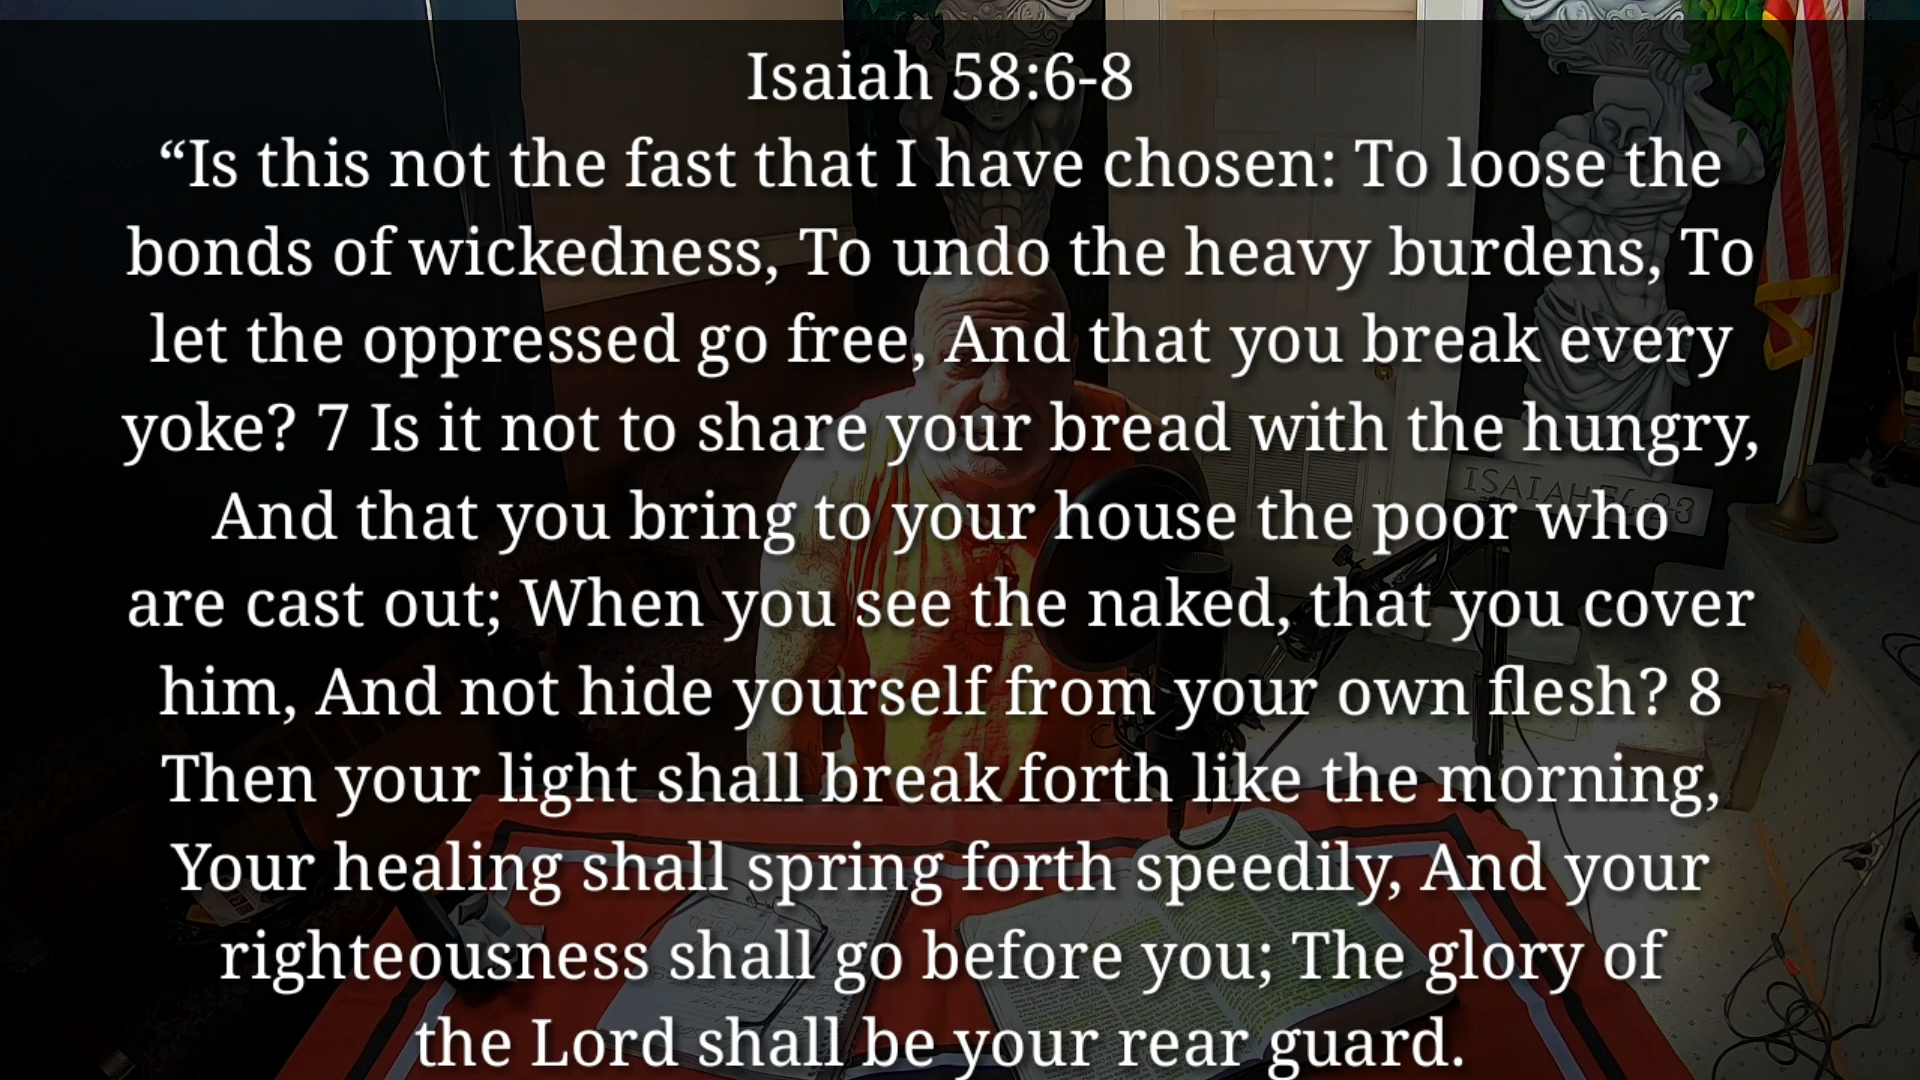 Isaiah 58:6-8
“Is this not the fast that I have chosen: To loose the
bonds of wickedness, To undo the heavy burdens, To
let the oppressed go free, And that you break every
yoke? 7 Is it not to share your bread with the hungry,
And that you bring to your house the poor who
are cast out; When you see the naked, that you cover
him, And not hide yourself from your own flesh? 8
Then your light shall break forth like the morning,
Your healing shall spring forth speedily, And your
righteousness shall go before you; The glory of
the Lord shall be your rear guard.
ISAIAH